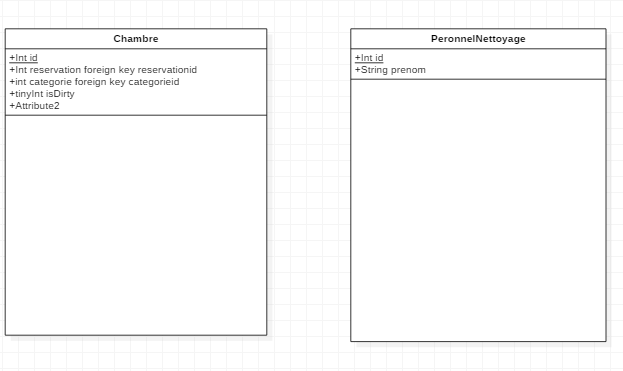 Chambre
+Int id
+Int reservation foreign key reservationid
+int categorie foreign key categorieid
+tinyInt isDirty
+Attribute2
PeronnelNettoyage
+Int id
+String prenom